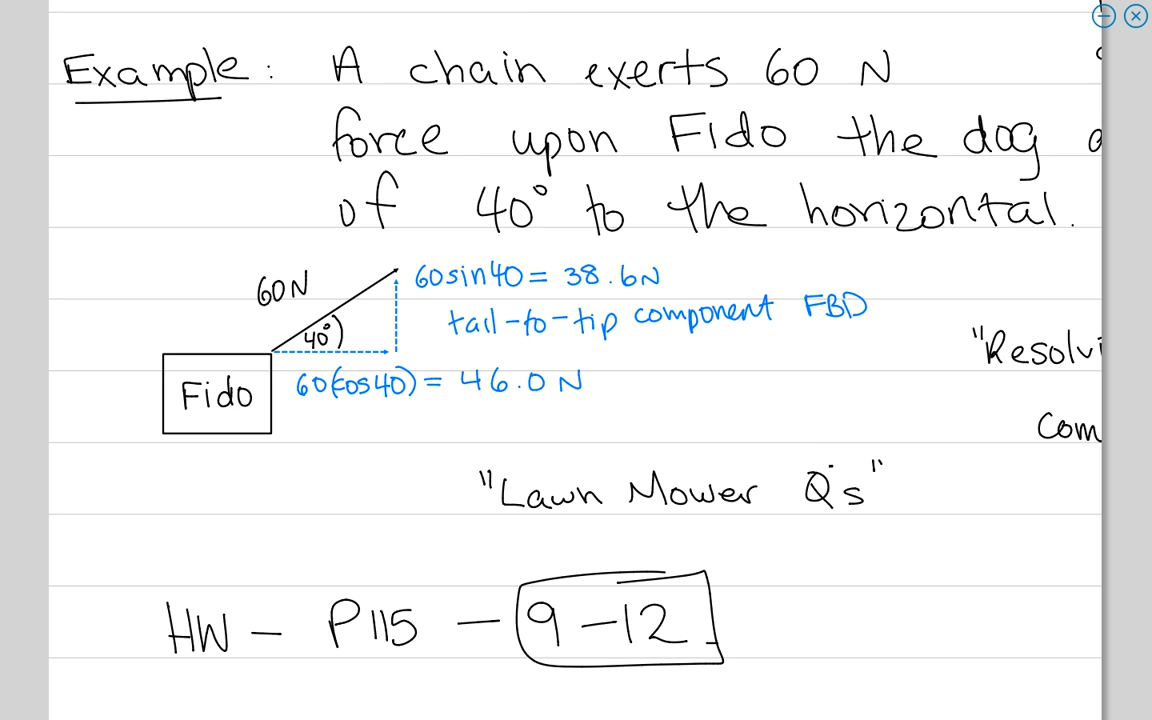 Example: A chain exerts 60 N
force upon Fido the dog
of 40° to the horizontal.
60N
60sin40 = 38.6N
tail-to-tip component FBD
40°
"Resolvi
Fido
60(cos40) = 46.0 N
Com
"Lawn Mower Q's"
HW - P115 - 9-12